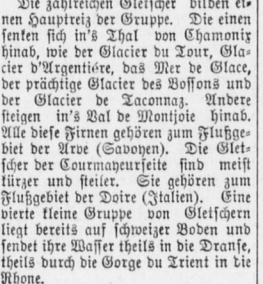 Die zahlreichen Gletscher bilden ei-
nen Hauptreiz der Gruppe. Die einen
senken sich in's Thal von Chamonix
hinab, wie der Glacier du Tour, Gla-
cier d'Argentiére, das Mer de Glace,
der prächtige Glacier des Bossons und
der Glacier de Taconnaz. Andere
steigen in's Val de Montjoie hinab.
Alle diese Firnen gehören zum Flußge-
biet der Arve (Savoyen). Die Glet-
scher der Courmayeurseite sind meist
kürzer und steiler. Sie gehören zum
Flußgebiet der Doire (Italien). Eine
vierte kleine Gruppe von Gletschern
liegt bereits auf schweizer Boden und
sendet ihre Wasser theils in die Dranse,
theils durch die Gorge du Trient in die
Rhone.